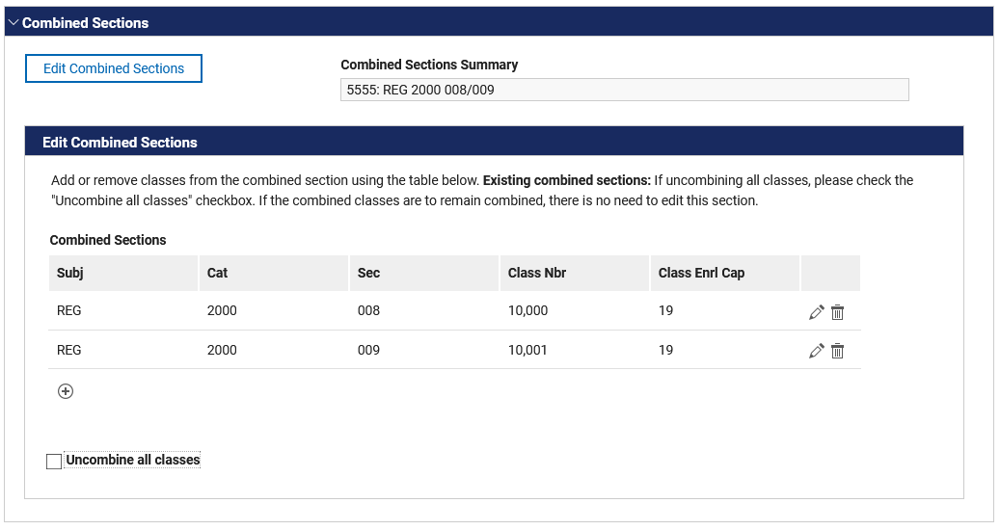 Combined Sections
Edit Combined Sections
Combined Sections Summary
5555: REG 2000 008/009
Edit Combined Sections
Add or remove classes from the combined section using the table below. Existing combined sections: If uncombining all classes, please check the
"Uncombine all classes" checkbox. If the combined classes are to remain combined, there is no need to edit this section.
Combined Sections
Subj Cat Sec Class Nbr Class Enrl Cap
REG 2000 008 10,000 19
REG 2000 009 10,001 19
Uncombine all classes